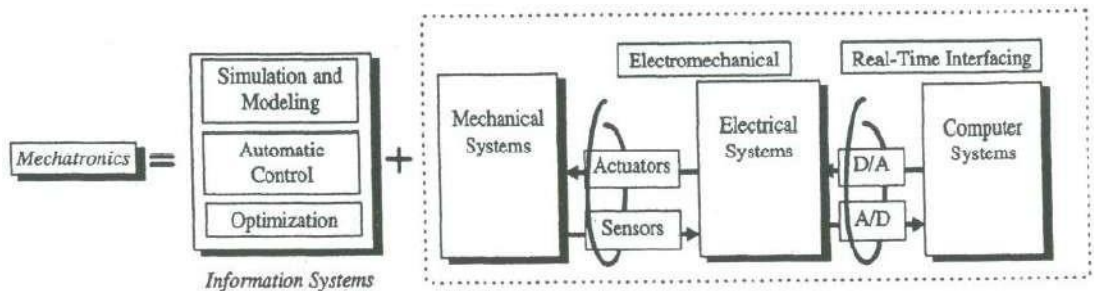 Mechatronics
=
Simulation and
Modeling
Automatic
Control
Optimization
Information Systems
+
Electromechanical
Real-Time Interfacing
Mechanical
Systems
Actuators
Sensors
Electrical
Systems
D/A
A/D
Computer
Systems